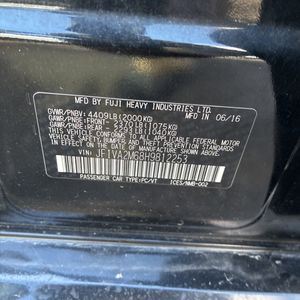 MFD BY FUJI HEAVY INDUSTRIES LTD.
GVWR/PNBV: 4409LB(2000KG) MFD IN 06/16
GAWR/PNBE: FRONT- 2370LB(1075KG)
GAWR/PNBE: REAR - 2293LB(1040KG)
This vehicle conforms to all applicable
Federal motor vehicle safety, bumper,
and theft prevention standards in
effect on the date of Manufacture shown above.
JF1VA2M68H9812253
PASSENGER CAR TYPE:PC/VT ICES/NMB-002